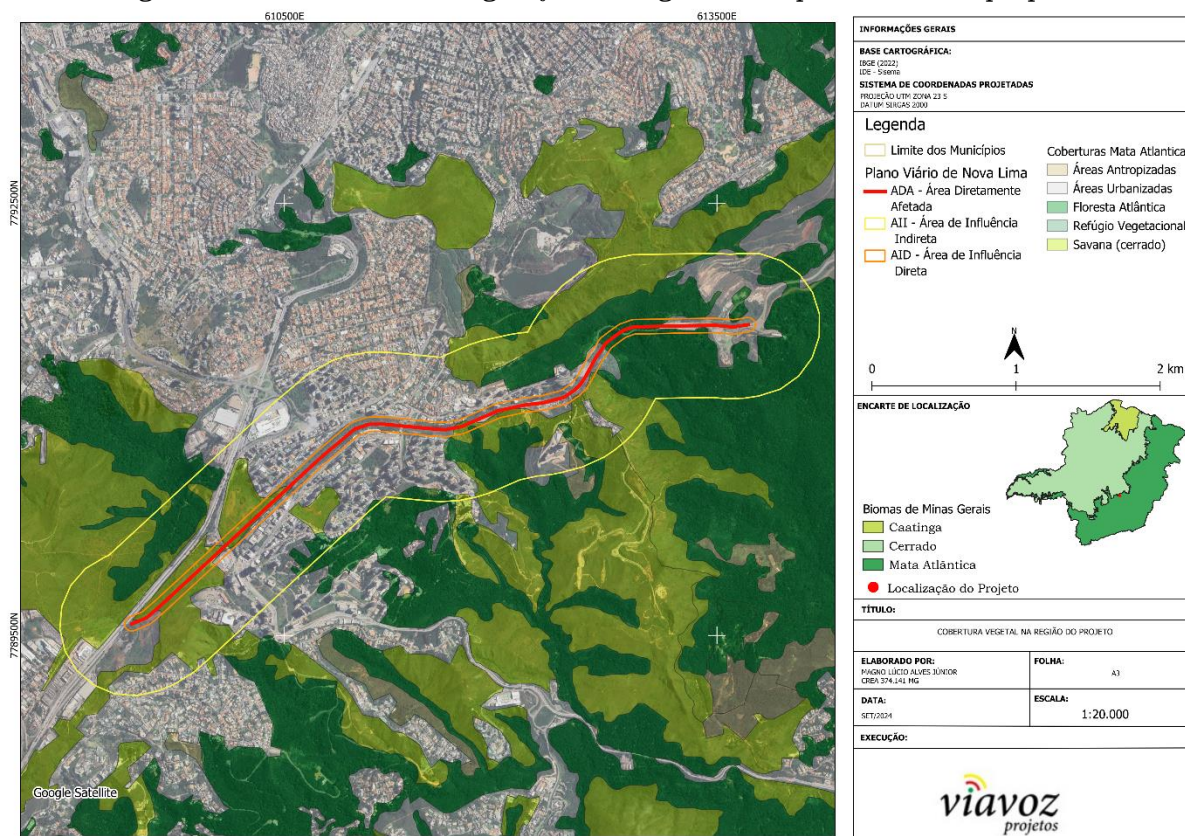 610500E
613500E
7792500N
7789500N
Google Satellite
INFORMAÇÕES GERAIS
BASE CARTOGRÁFICA:
IBGE (2022)
IDE - Sisema
SISTEMA DE COORDENADAS PROJETADAS
PROJEÇÃO UTM ZONA 23 S
DATUM SIRGAS 2000
Legenda
Limite dos Municípios
Plano Viário de Nova Lima
ADA - Área Diretamente
Afetada
AII - Área de Influência
Indireta
AID - Área de Influência
Direta
Coberturas Mata Atlantica
Áreas Antropizadas
Áreas Urbanizadas
Floresta Atlântica
Refúgio Vegetacional
Savana (cerrado)
N
0 1 2 km
ENCARTE DE LOCALIZAÇÃO
Biomas de Minas Gerais
Caatinga
Cerrado
Mata Atlântica
Localização do Projeto
TÍTULO:
COBERTURA VEGETAL NA REGIÃO DO PROJETO
ELABORADO POR:
MAGNO LÚCIO ALVES JÚNIOR
CREA 374.141 MG
FOLHA:
A3
DATA:
SET/2024
ESCALA:
1:20.000
EXECUÇÃO:
viavoz
projetos